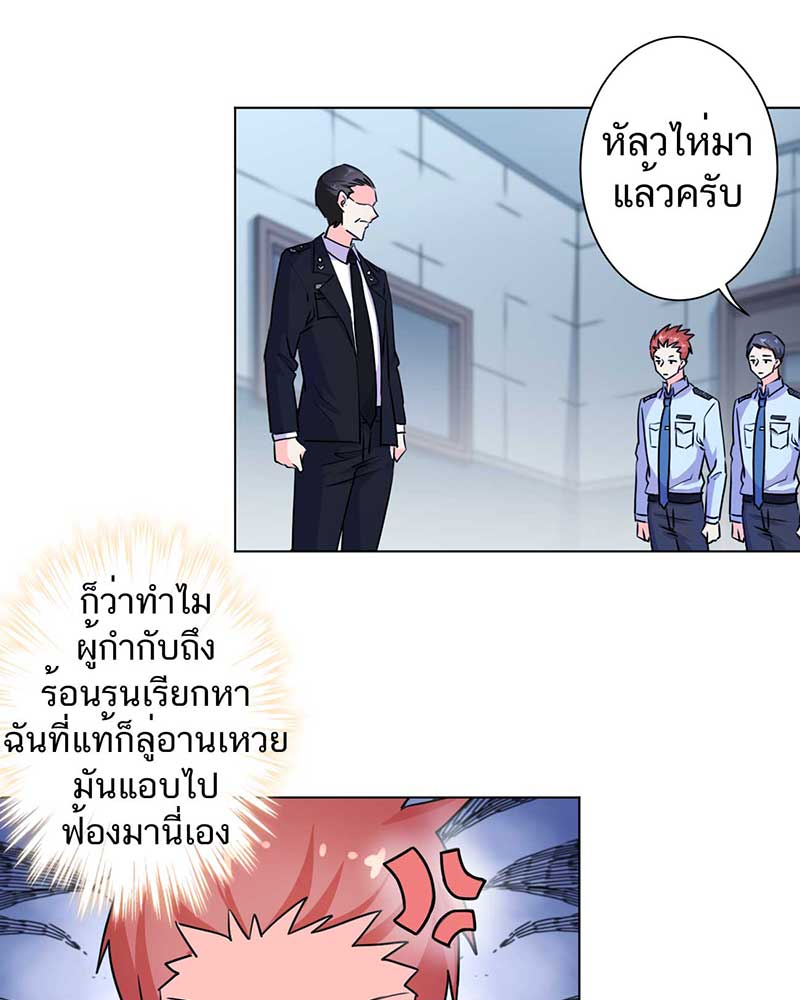 หัลวไห่มา
แล้วครับ
ก็ว่าทำไม
ผู้กำกับถึง
ร้อนรนเรียกหา
ฉันที่แท้ก็ลู่อานเหวย
มันแอบไป
ฟ้องมานี่เอง